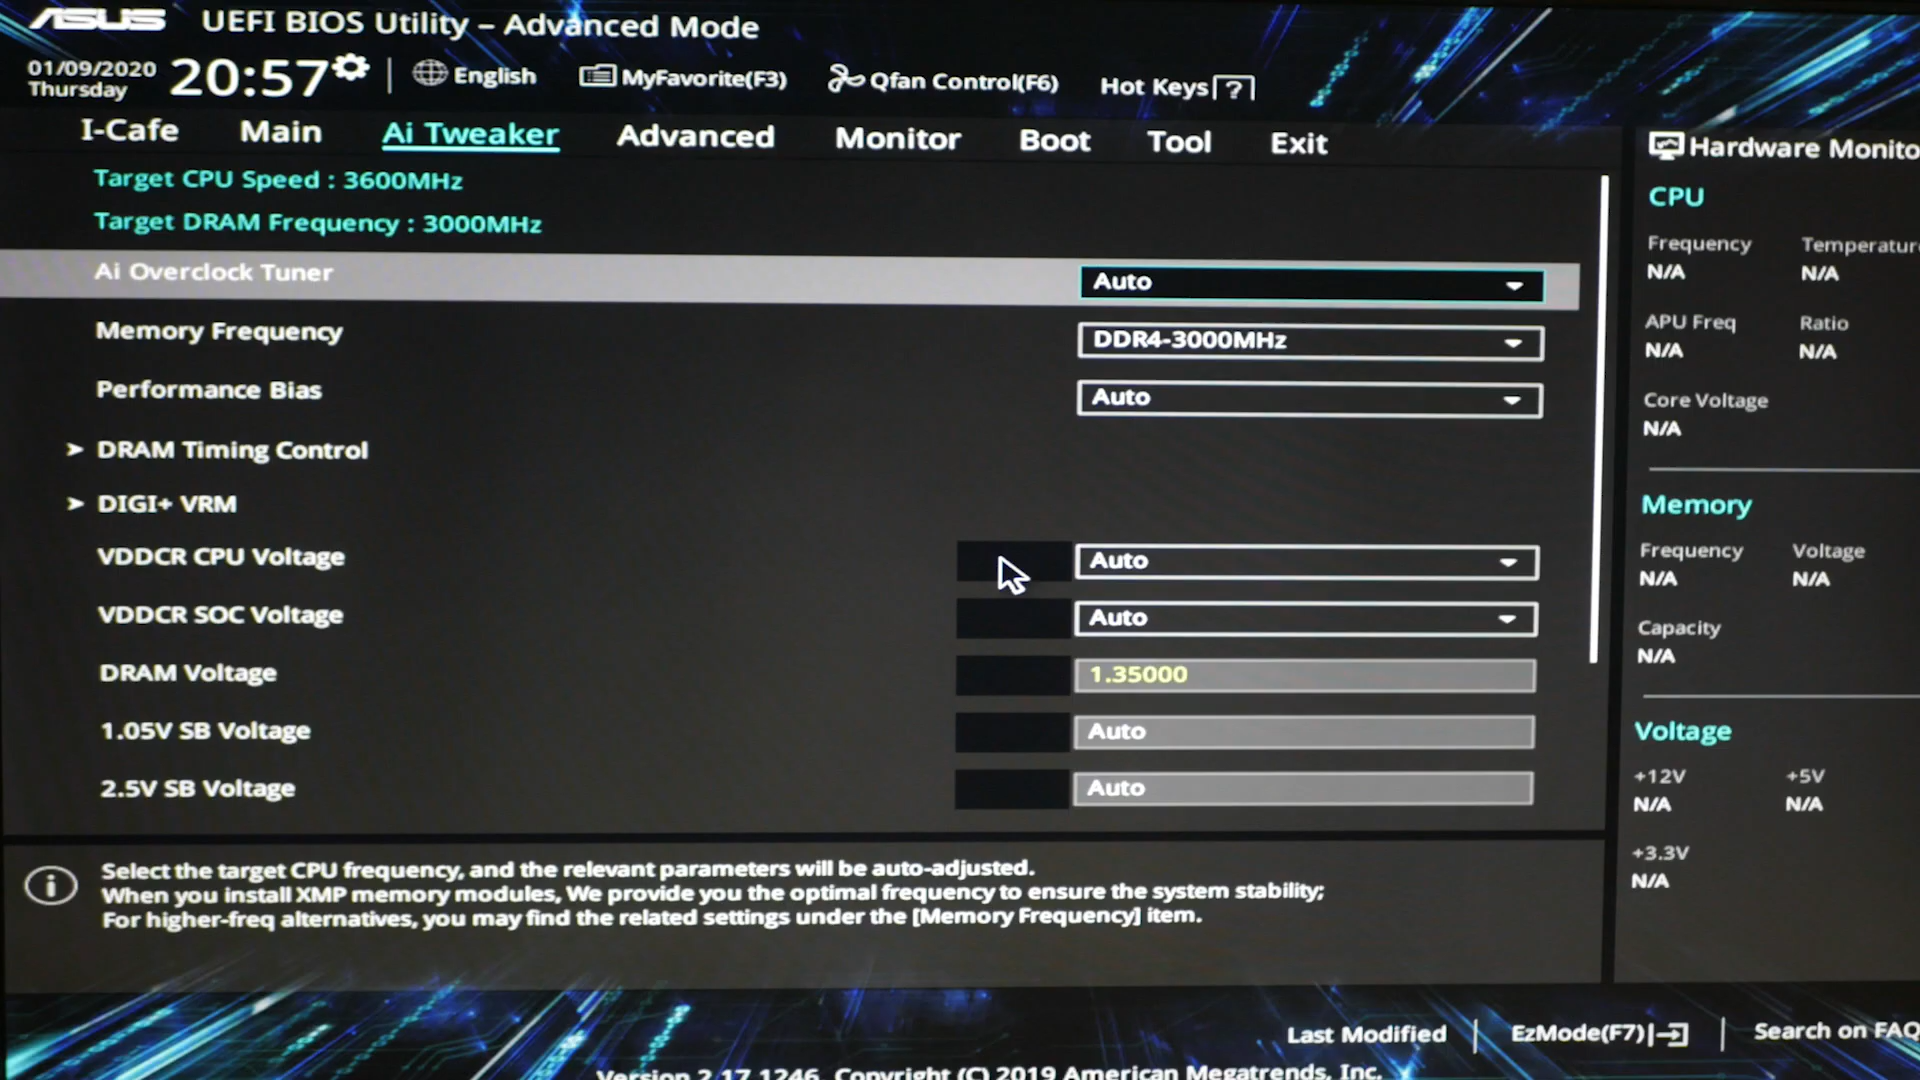 ASUS UEFI BIOS Utility – Advanced Mode
01/09/2020
Thursday
20:57
English
MyFavorite(F3)
Qfan Control(F6)
Hot Keys ?
I-Cafe Main Ai Tweaker Advanced Monitor Boot Tool Exit
Target CPU Speed : 3600MHz
Target DRAM Frequency : 3000MHz
Ai Overclock Tuner Auto
Memory Frequency DDR4-3000MHz
Performance Bias Auto
> DRAM Timing Control
> DIGI+ VRM
VDDCR CPU Voltage Auto
VDDCR SOC Voltage Auto
DRAM Voltage 1.35000
1.05V SB Voltage Auto
2.5V SB Voltage Auto
Select the target CPU frequency, and the relevant parameters will be auto-adjusted.
When you install XMP memory modules, We provide you the optimal frequency to ensure the system stability;
For higher-freq alternatives, you may find the related settings under the [Memory Frequency] item.
Hardware Monito
CPU
Frequency Temperatur
N/A N/A
APU Freq Ratio
N/A N/A
Core Voltage
N/A
Memory
Frequency Voltage
N/A N/A
Capacity
N/A
Voltage
+12V +5V
N/A N/A
+3.3V
N/A
Last Modified EzMode(F7) Search on FAQ
Version 2.17.1246. Copyright (C) 2019 American Megatrends, Inc.